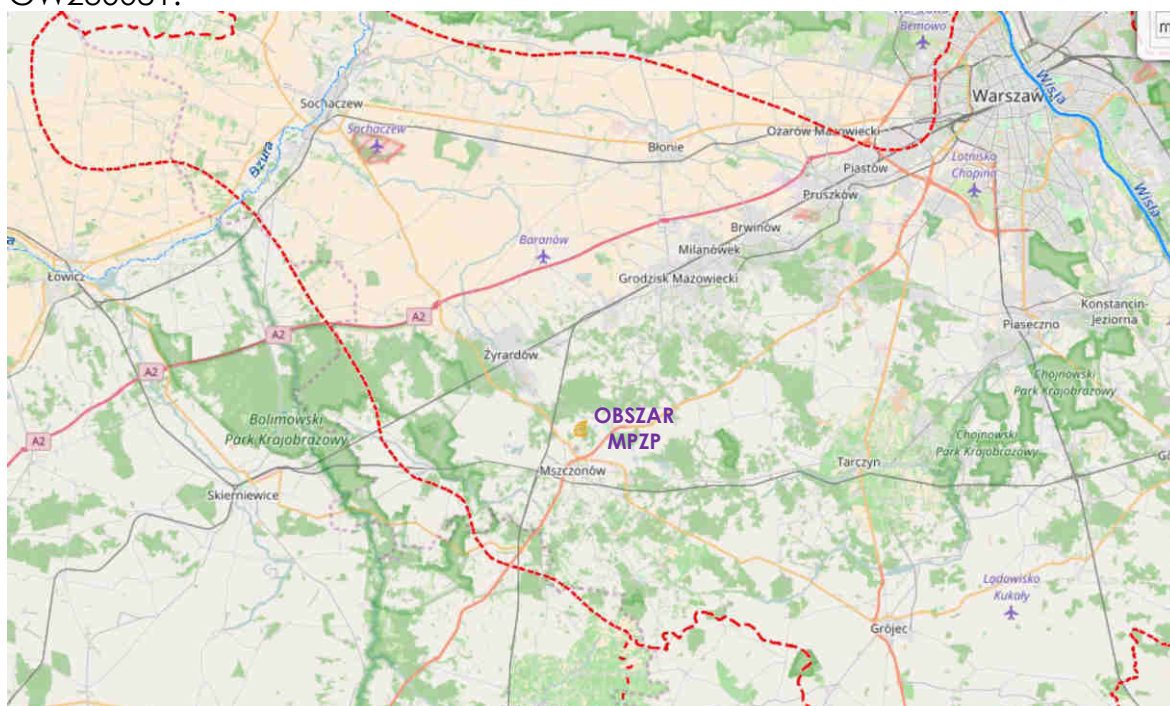 m
Bemowo
Wisła
Warszaw
Sochaczew
Sochaczew
Bzura
Błonie
Ożarów Mazowiecki
Piastów
Lotnisko
Chopina
Pruszków
Wisła
Brwinów
Baranów
Milanówek
Grodzisk Mazowiecki
Łowicz
A2
A2
A2
A2
Konstancin-
Jeziorna
Piaseczno
Żyrardów
Chojnowski
Park Krajobrazowy
Bolimowski
Park Krajobrazowy
OBSZAR
MPZP
Chojnowski
Park Krajobrazowy
Mszczonów
Tarczyn
Skierniewice
Lądowisko
Kukały
Grójec